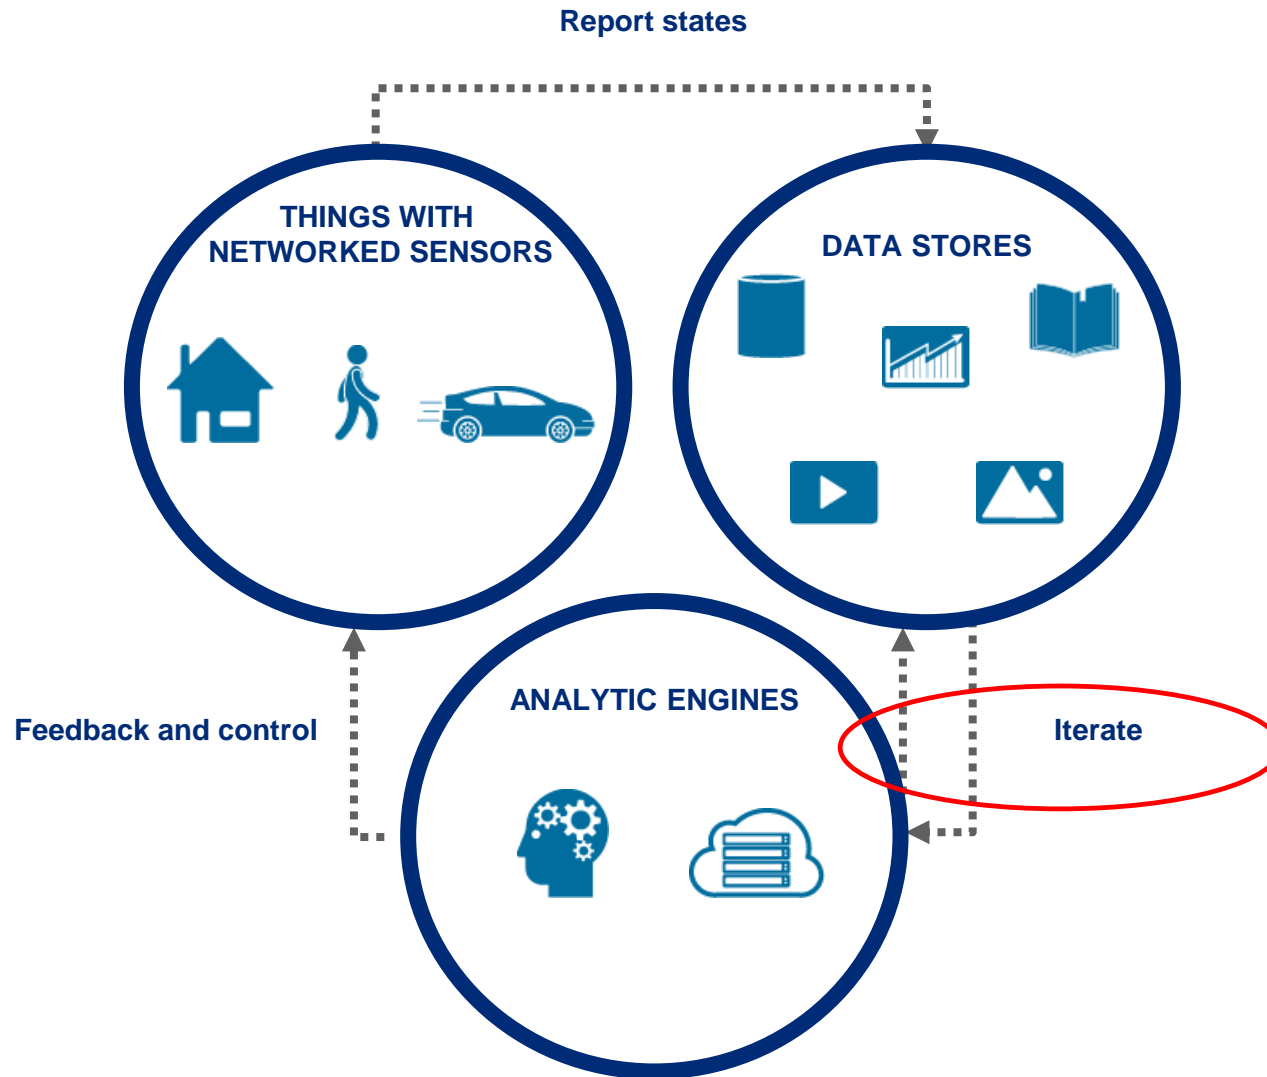 Report states
THINGS WITH
NETWORKED SENSORS
DATA STORES
ANALYTIC ENGINES
Feedback and control
Iterate